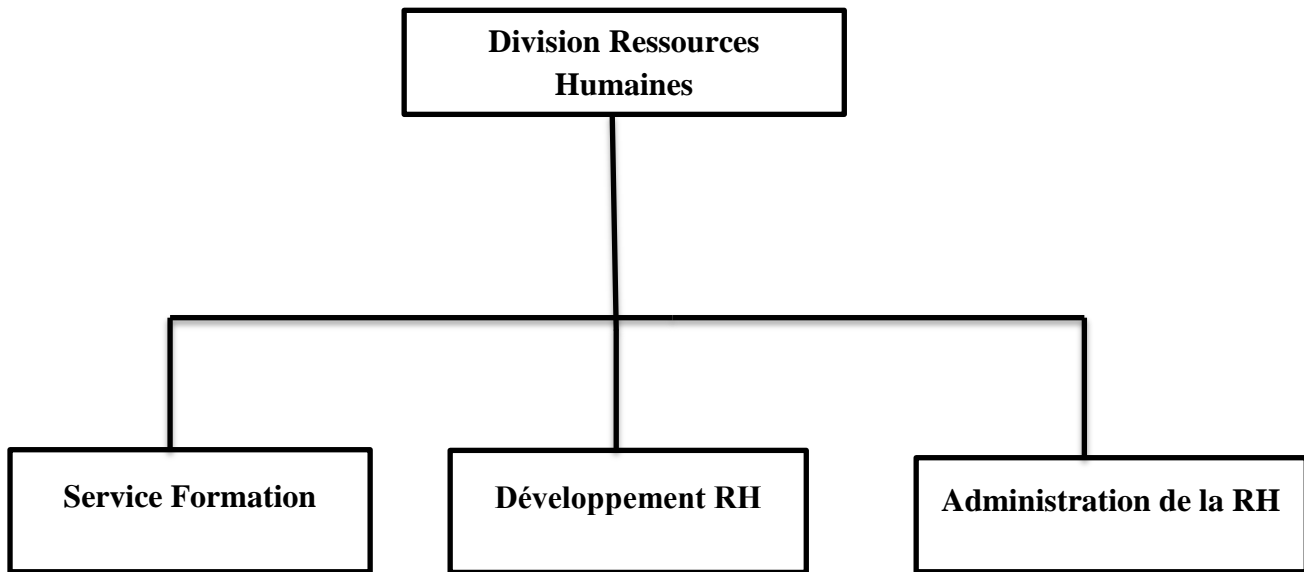 Division Ressources
Humaines
Service Formation
Développement RH
Administration de la RH